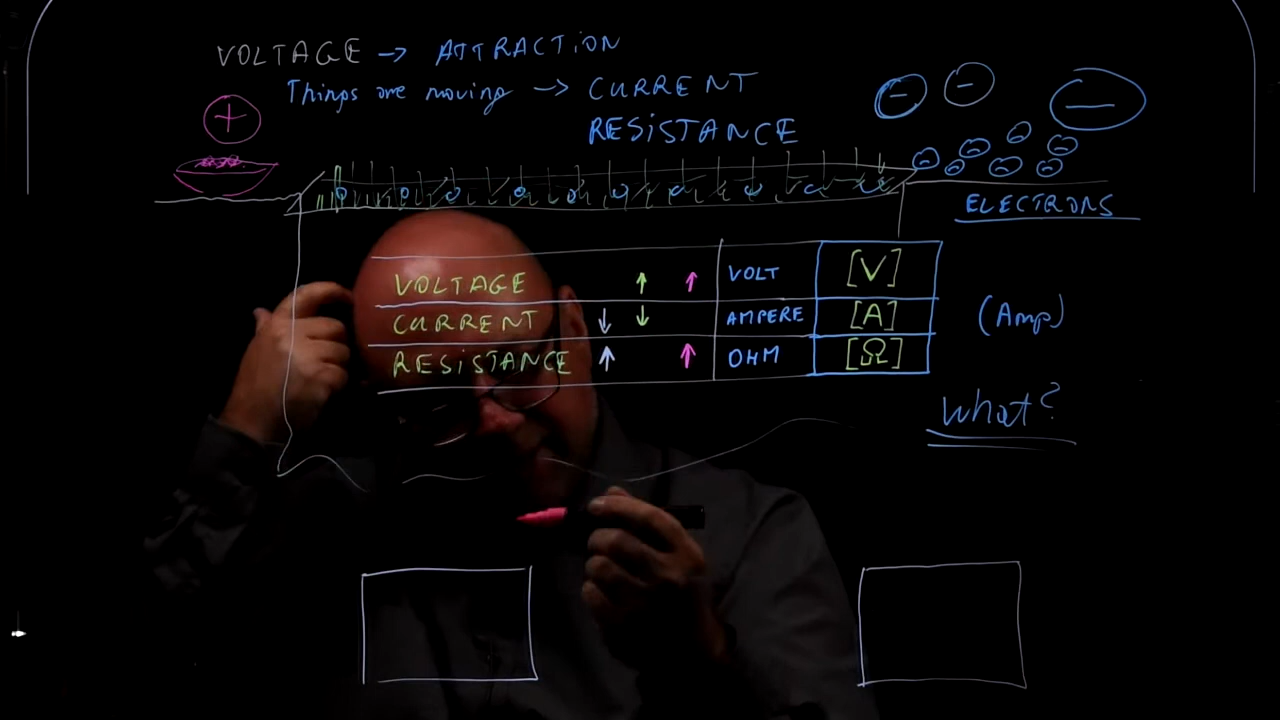 VOLTAGE → ATTRACTION
Things are moving → CURRENT
RESiSTANCE
+
− − −
− − − − − − −
ELECTRONS
VOLTAGE ↑ ↑ VOLT [V]
CURRENT ↓ ↓ AMPERE [A] (Amp)
RESiSTANCE ↑ ↑ OHM [Ω]
What?